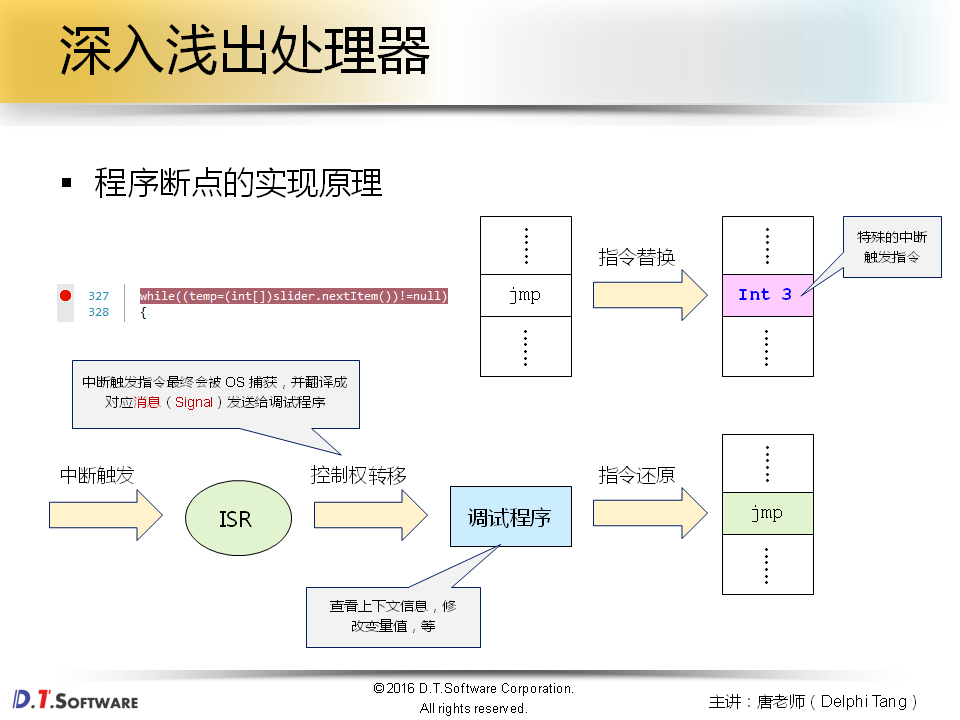 深入浅出处理器
▪ 程序断点的实现原理
327 while((temp=(int[])slider.nextItem())!=null)
328 {
jmp
指令替换
Int 3
特殊的中断
触发指令
中断触发指令最终会被 OS 捕获，并翻译成
对应消息（Signal）发送给调试程序
中断触发
ISR
控制权转移
调试程序
指令还原
jmp
查看上下文信息，修
改变量值，等
D.T.SOFTWARE
©2016 D.T.Software Corporation.
All rights reserved.
主讲：唐老师（Delphi Tang）